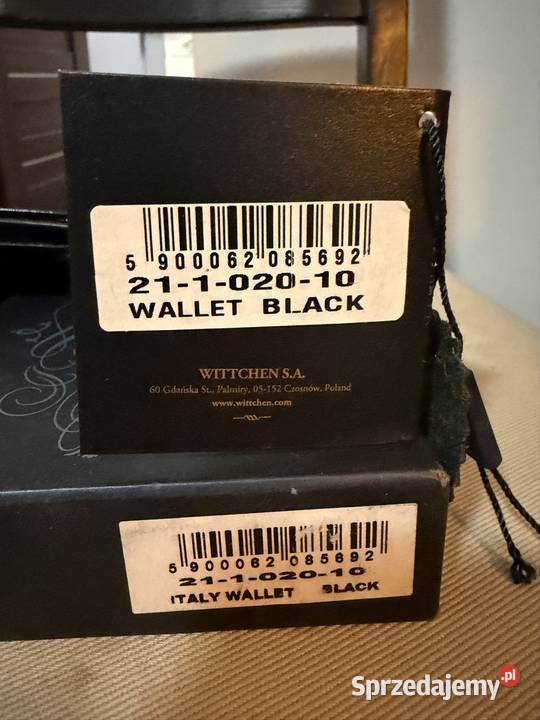 5 900062 085692
21-1-020-10
WALLET BLACK
WITTCHEN S.A.
60 Gdańska St., Palmiry, 05-152 Czosnów, Poland
www.wittchen.com
5 900062 085692
21-1-020-10
ITALY WALLET BLACK
Sprzedajemy.pl